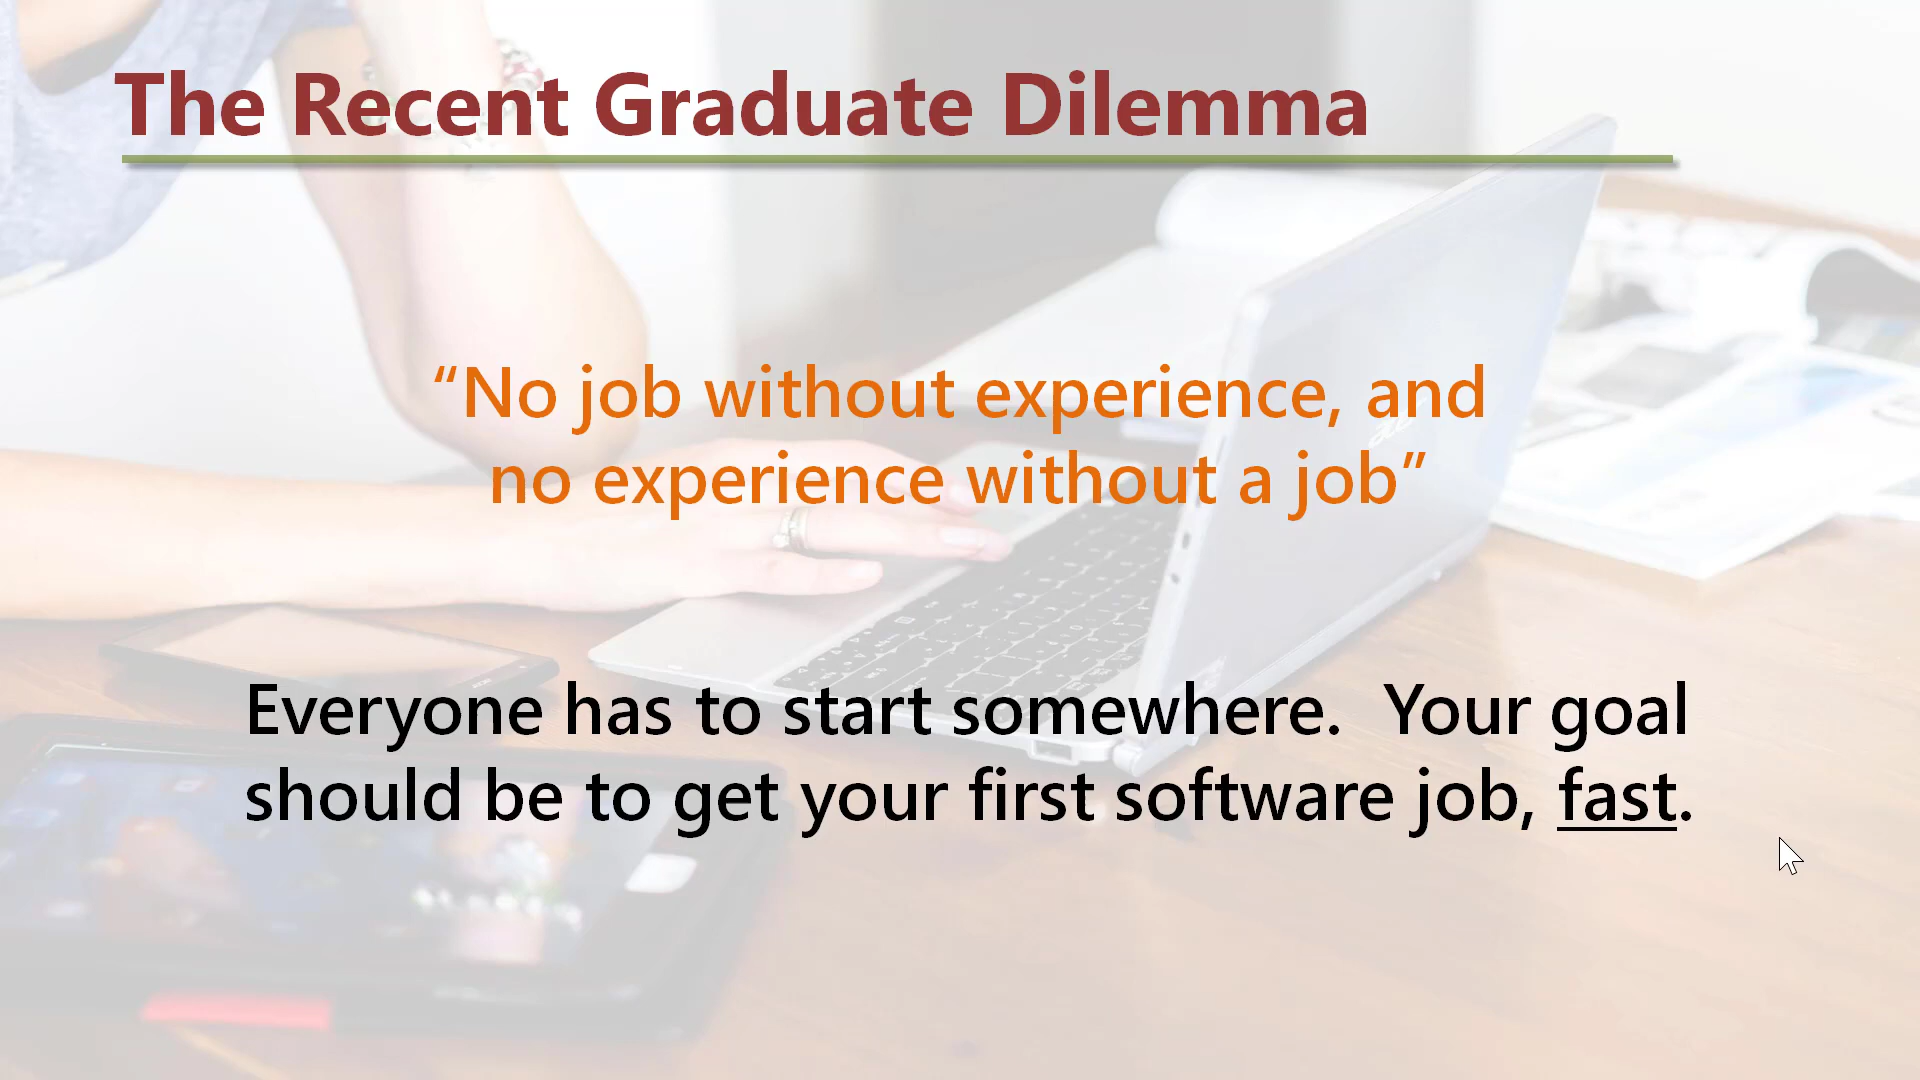 The Recent Graduate Dilemma
“No job without experience, and
no experience without a job”
Everyone has to start somewhere.  Your goal
should be to get your first software job, fast.